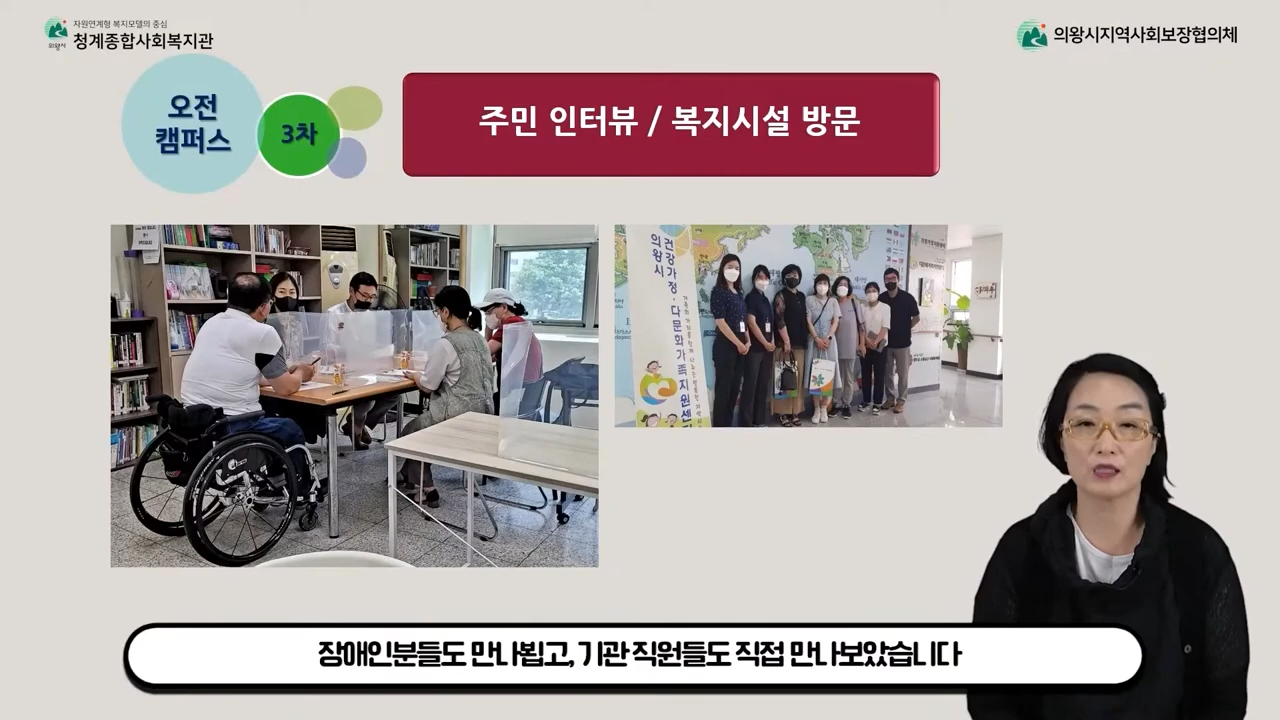 자원연계형 복지모델의 중심
청계종합사회복지관
의왕시
의왕시지역사회보장협의체
오전
캠퍼스
3차
주민 인터뷰 / 복지시설 방문
건강가정·다문화가족지원센터
의왕시
장애인분들도 만나뵙고, 기관 직원들도 직접 만나보았습니다